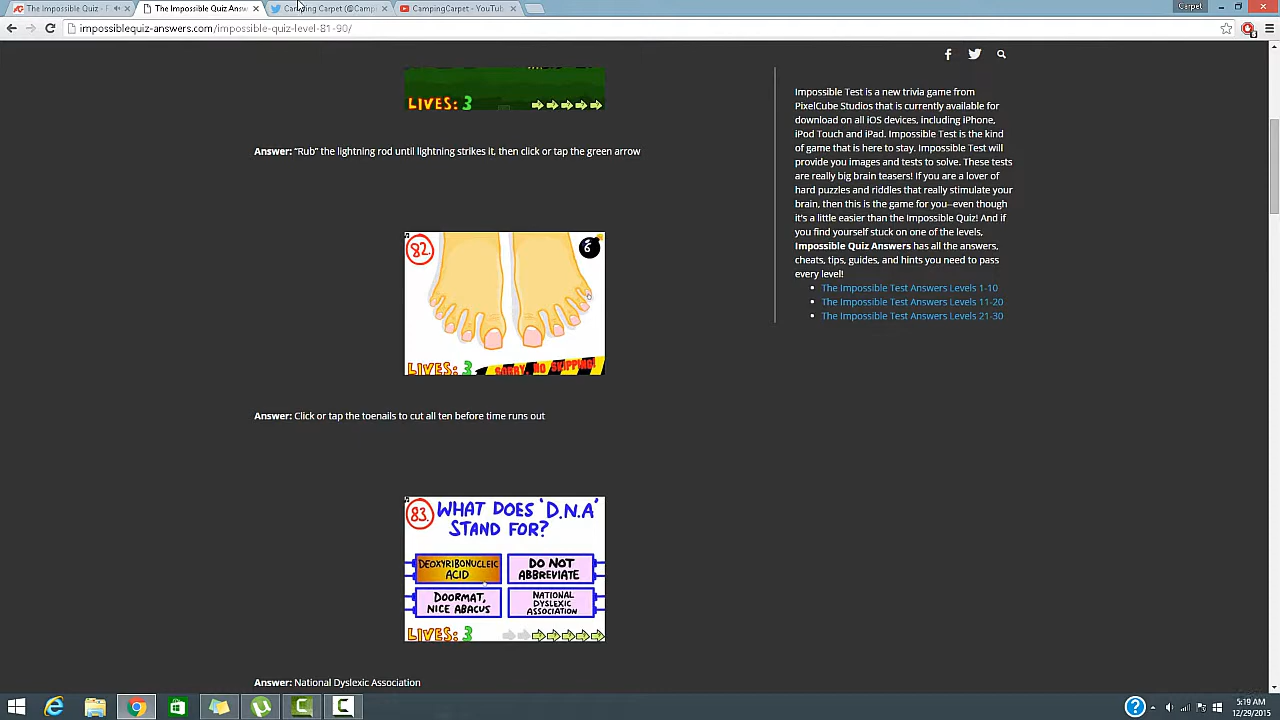 The Impossible Quiz - F
The Impossible Quiz Answ
Camping Carpet (@Camp
CampingCarpet - YouTub
Carpet
impossiblequiz-answers.com/impossible-quiz-level-81-90/
LIVES: 3
Answer: “Rub” the lightning rod until lightning strikes it, then click or tap the green arrow
82.
6
LIVES: 3
SORRY, NO SKIPPING!
Answer: Click or tap the toenails to cut all ten before time runs out
83.
WHAT DOES 'D.N.A'
STAND FOR?
DEOXYRIBONUCLEIC
ACID
DO NOT
ABBREVIATE
DOORMAT,
NICE ABACUS
NATIONAL
DYSLEXIC
ASSOCIATION
LIVES: 3
Answer: National Dyslexic Association
Impossible Test is a new trivia game from
PixelCube Studios that is currently available for
download on all iOS devices, including iPhone,
iPod Touch and iPad. Impossible Test is the kind
of game that is here to stay. Impossible Test will
provide you images and tests to solve. These tests
are really big brain teasers! If you are a lover of
hard puzzles and riddles that really stimulate your
brain, then this is the game for you–even though
it's a little easier than the Impossible Quiz! And if
you find yourself stuck on one of the levels,
Impossible Quiz Answers has all the answers,
cheats, tips, guides, and hints you need to pass
every level!
The Impossible Test Answers Levels 1-10
The Impossible Test Answers Levels 11-20
The Impossible Test Answers Levels 21-30
5:19 AM
12/29/2015